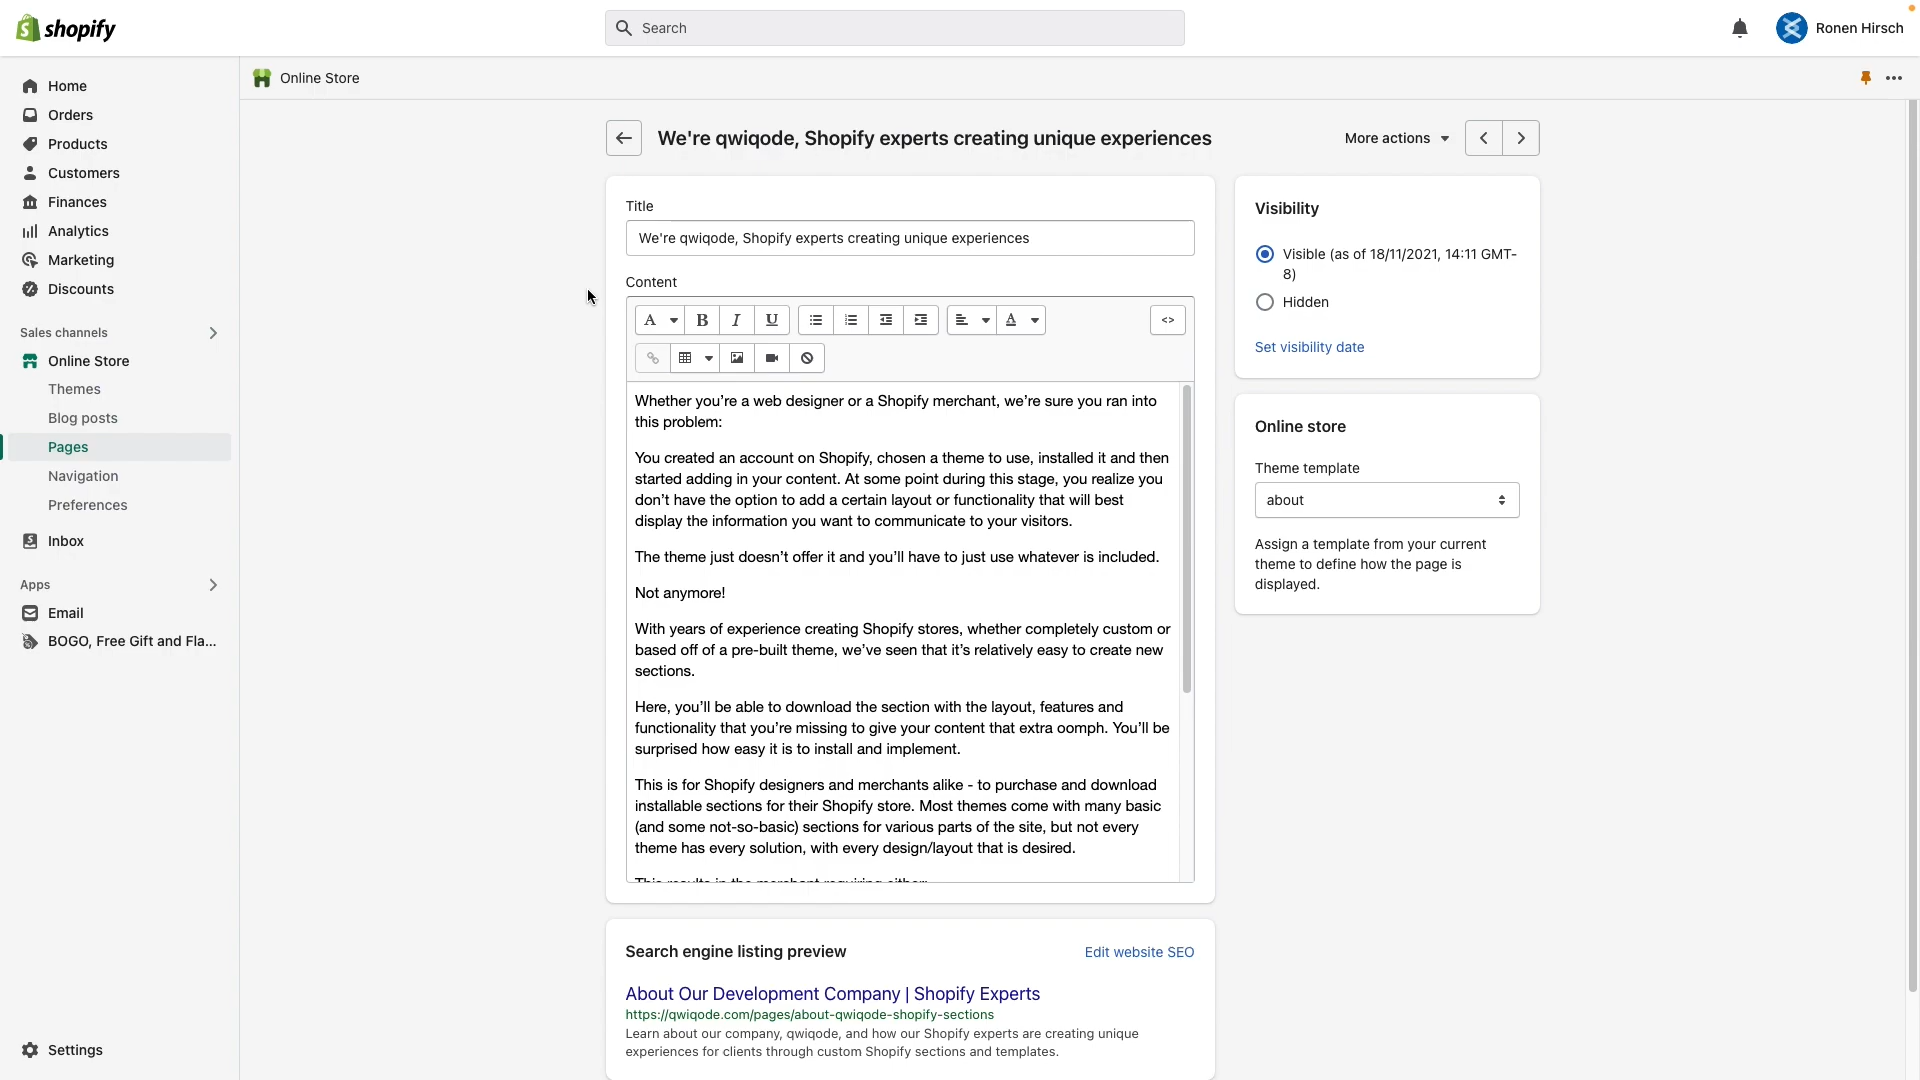 shopify
Search
Ronen Hirsch
Home
Orders
Products
Customers
Finances
Analytics
Marketing
Discounts
Sales channels
Online Store
Themes
Blog posts
Pages
Navigation
Preferences
Inbox
Apps
Email
BOGO, Free Gift and Fla...
Settings
Online Store
We're qwiqode, Shopify experts creating unique experiences
More actions
Title
We're qwiqode, Shopify experts creating unique experiences
Content
A B I U A <>
Whether you’re a web designer or a Shopify merchant, we’re sure you ran into
this problem:
You created an account on Shopify, chosen a theme to use, installed it and then
started adding in your content. At some point during this stage, you realize you
don’t have the option to add a certain layout or functionality that will best
display the information you want to communicate to your visitors.
The theme just doesn’t offer it and you’ll have to just use whatever is included.
Not anymore!
With years of experience creating Shopify stores, whether completely custom or
based off of a pre-built theme, we’ve seen that it’s relatively easy to create new
sections.
Here, you’ll be able to download the section with the layout, features and
functionality that you’re missing to give your content that extra oomph. You’ll be
surprised how easy it is to install and implement.
This is for Shopify designers and merchants alike - to purchase and download
installable sections for their Shopify store. Most themes come with many basic
(and some not-so-basic) sections for various parts of the site, but not every
theme has every solution, with every design/layout that is desired.
This results in the merchant requiring either:
Search engine listing preview
Edit website SEO
About Our Development Company | Shopify Experts
https://qwiqode.com/pages/about-qwiqode-shopify-sections
Learn about our company, qwiqode, and how our Shopify experts are creating unique
experiences for clients through custom Shopify sections and templates.
Visibility
Visible (as of 18/11/2021, 14:11 GMT-
8)
Hidden
Set visibility date
Online store
Theme template
about
Assign a template from your current
theme to define how the page is
displayed.